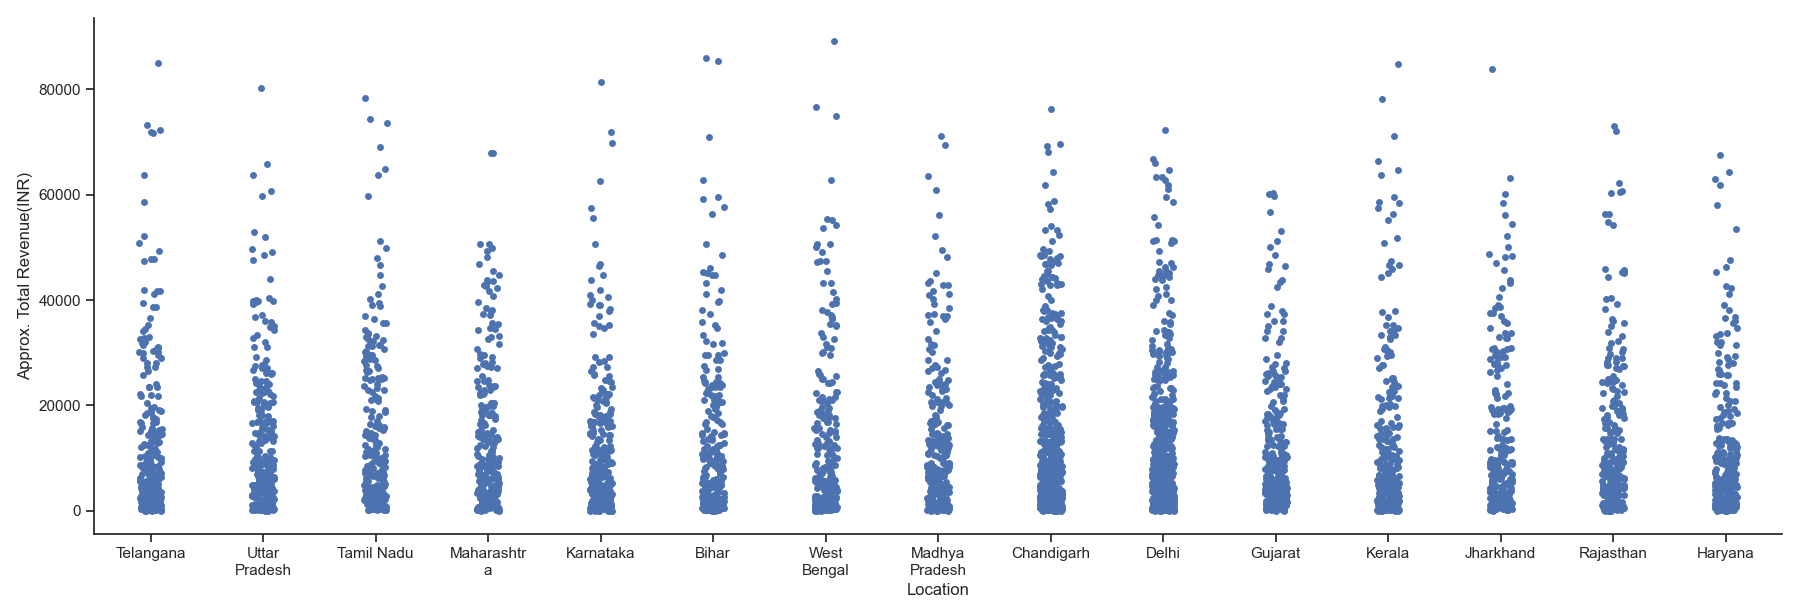 Approx. Total Revenue(INR)
80000
60000
40000
20000
0
Telangana
Uttar
Pradesh
Tamil Nadu
Maharashtr
a
Karnataka
Bihar
West
Bengal
Madhya
Pradesh
Chandigarh
Delhi
Gujarat
Kerala
Jharkhand
Rajasthan
Haryana
Location